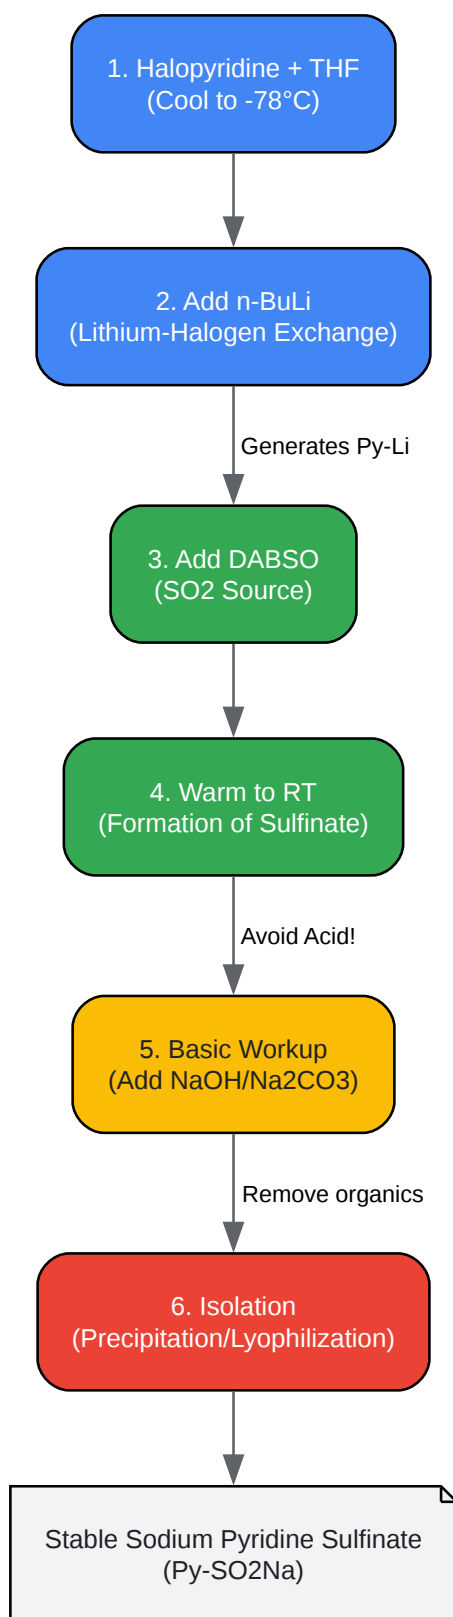 1. Halopyridine + THF
(Cool to -78°C)
2. Add n-BuLi
(Lithium-Halogen Exchange)
Generates Py-Li
3. Add DABSO
(SO2 Source)
4. Warm to RT
(Formation of Sulfinate)
Avoid Acid!
5. Basic Workup
(Add NaOH/Na2CO3)
Remove organics
6. Isolation
(Precipitation/Lyophilization)
Stable Sodium Pyridine Sulfinate
(Py-SO2Na)